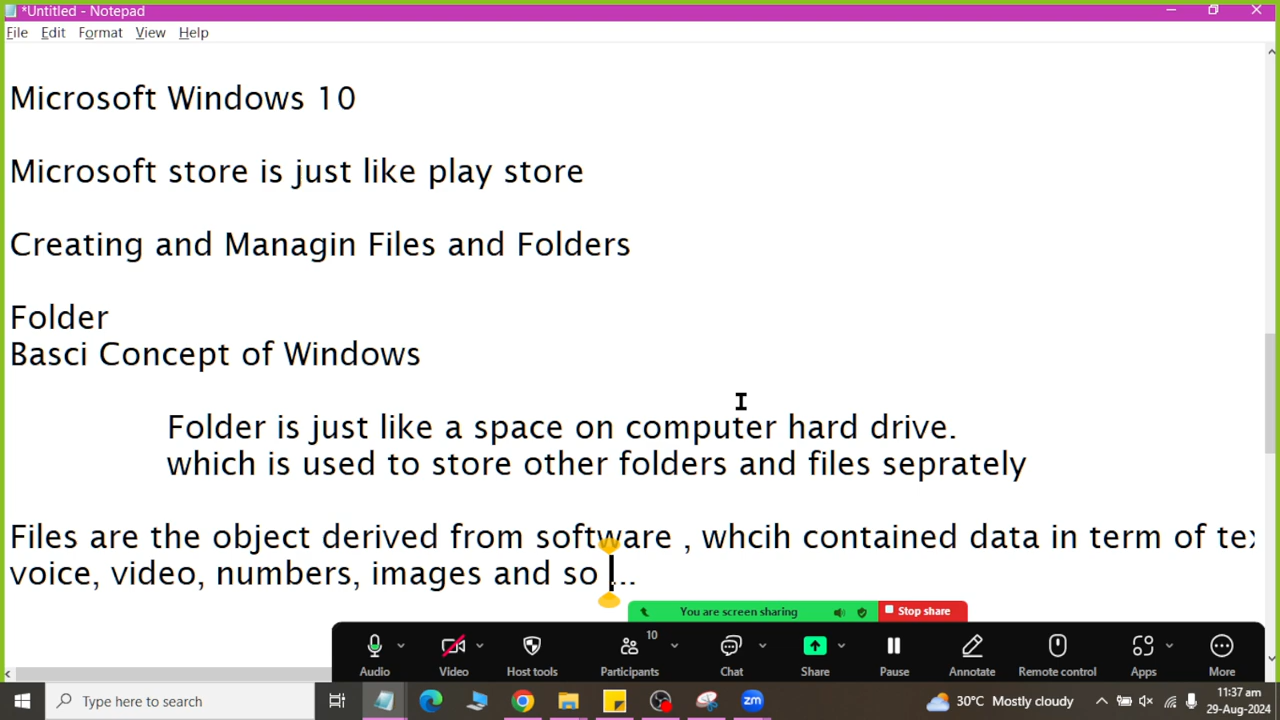 *Untitled - Notepad
File Edit Format View Help
Microsoft Windows 10
Microsoft store is just like play store
Creating and Managin Files and Folders
Folder
Basci Concept of Windows
Folder is just like a space on computer hard drive.
which is used to store other folders and files seprately
Files are the object derived from software , whcih contained data in term of tex
voice, video, numbers, images and so ...
You are screen sharing Stop share
10
Audio Video Host tools Participants Chat Share Pause Annotate Remote control Apps More
Type here to search zm 30°C Mostly cloudy 11:37 am
29-Aug-2024